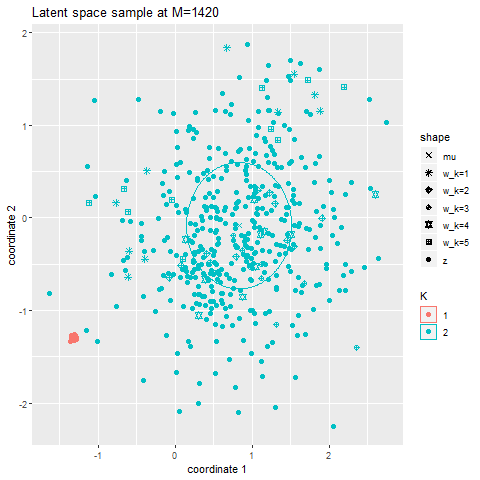 Latent space sample at M=1420
2
1
0
-1
-2
-1
0
1
2
coordinate 1
coordinate 2
shape
mu
w_k=1
w_k=2
w_k=3
w_k=4
w_k=5
z
K
1
2